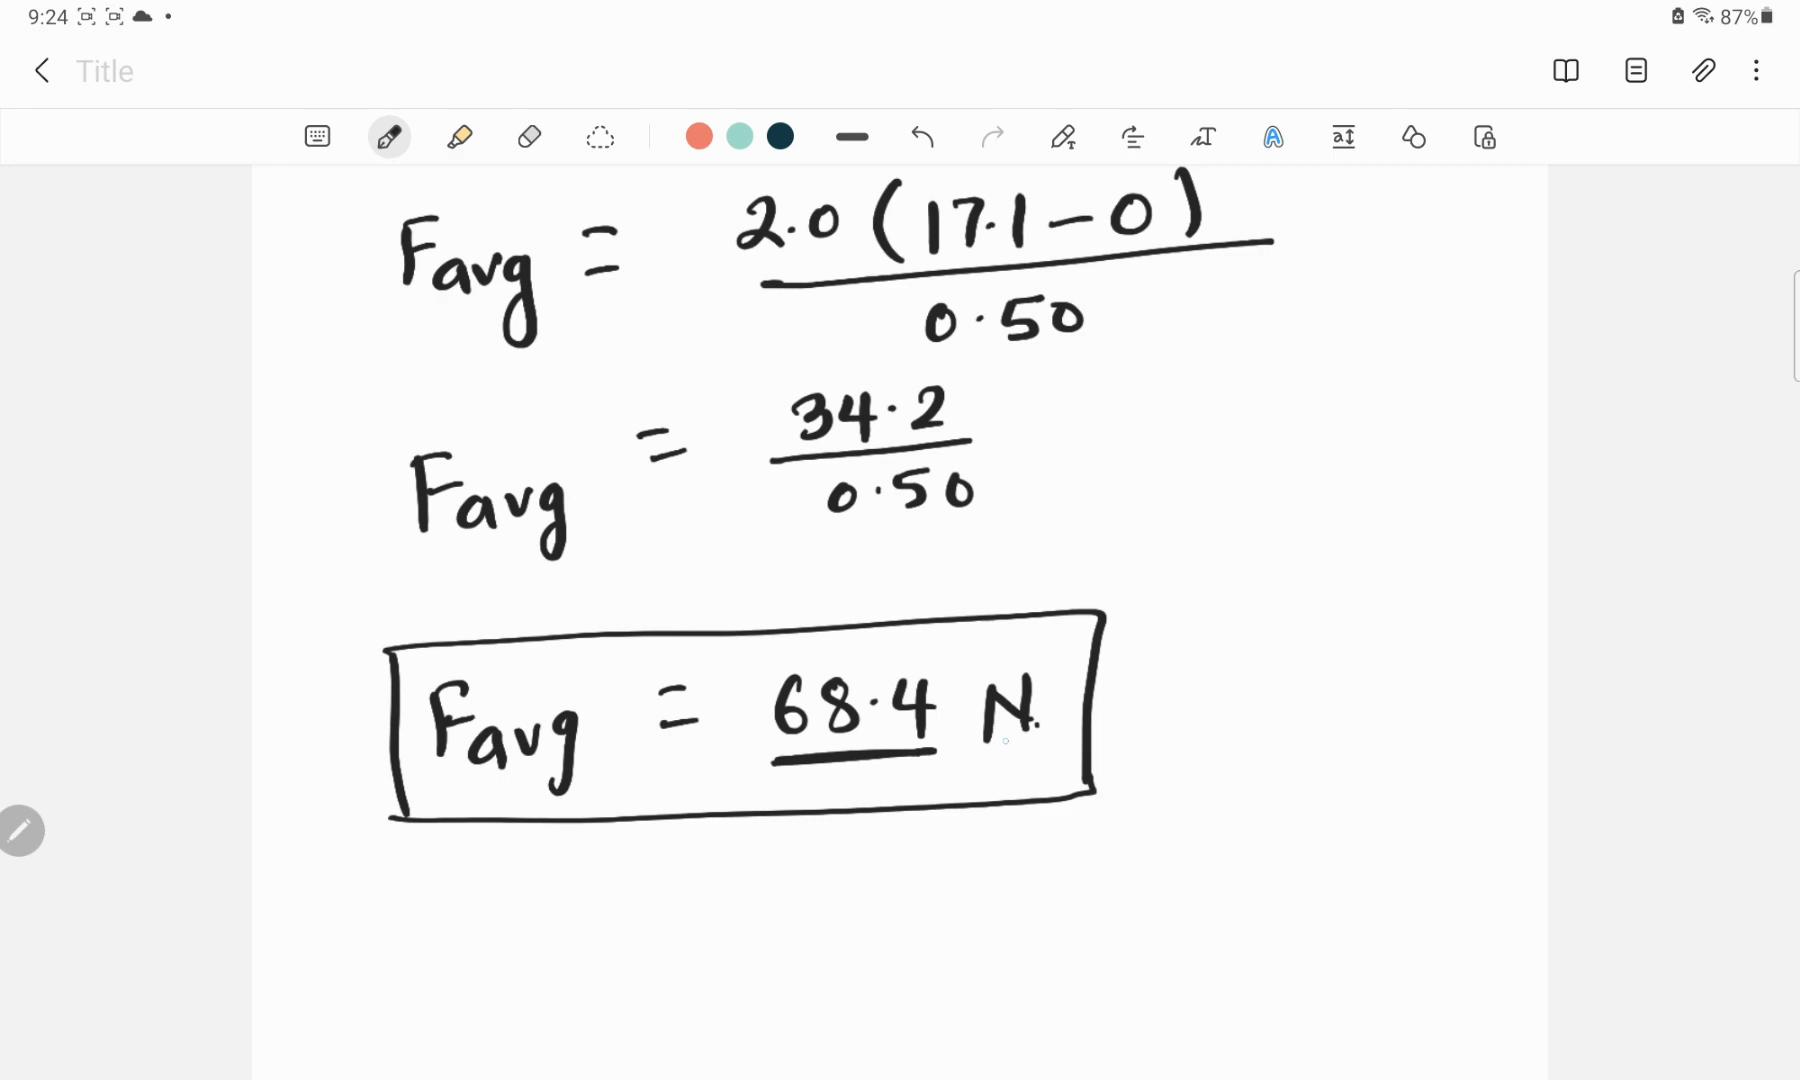 9:24
87%
Title
Favg = 2.0 (17.1 - 0)
0.50
Favg = 34.2
0.50
Favg = 68.4 N.